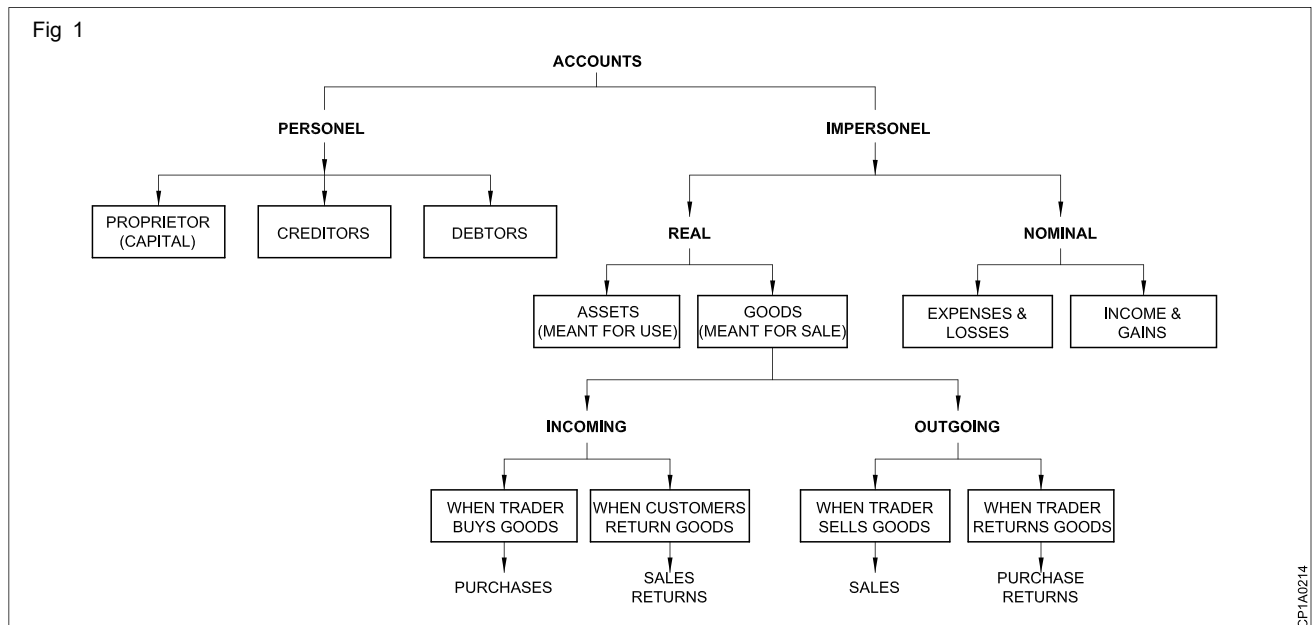 Fig 1
ACCOUNTS
PERSONEL
IMPERSONEL
PROPRIETOR
(CAPITAL)
CREDITORS
DEBTORS
REAL
NOMINAL
ASSETS
(MEANT FOR USE)
GOODS
(MEANT FOR SALE)
EXPENSES &
LOSSES
INCOME &
GAINS
INCOMING
OUTGOING
WHEN TRADER
BUYS GOODS
WHEN CUSTOMERS
RETURN GOODS
WHEN TRADER
SELLS GOODS
WHEN TRADER
RETURNS GOODS
PURCHASES
SALES
RETURNS
SALES
PURCHASE
RETURNS
CP1A0214